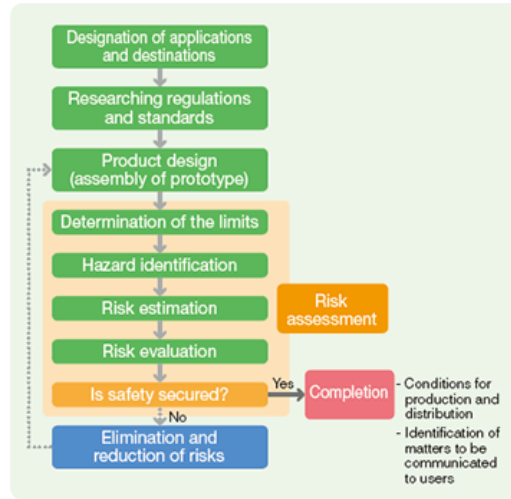 Designation of applications
and destinations
Researching regulations
and standards
Product design
(assembly of prototype)
Determination of the limits
Hazard identification
Risk estimation
Risk assessment
Risk evaluation
Is safety secured?
Yes
Completion
- Conditions for
production and
distribution
- Identification of
matters to be
communicated
to users
No
Elimination and
reduction of risks